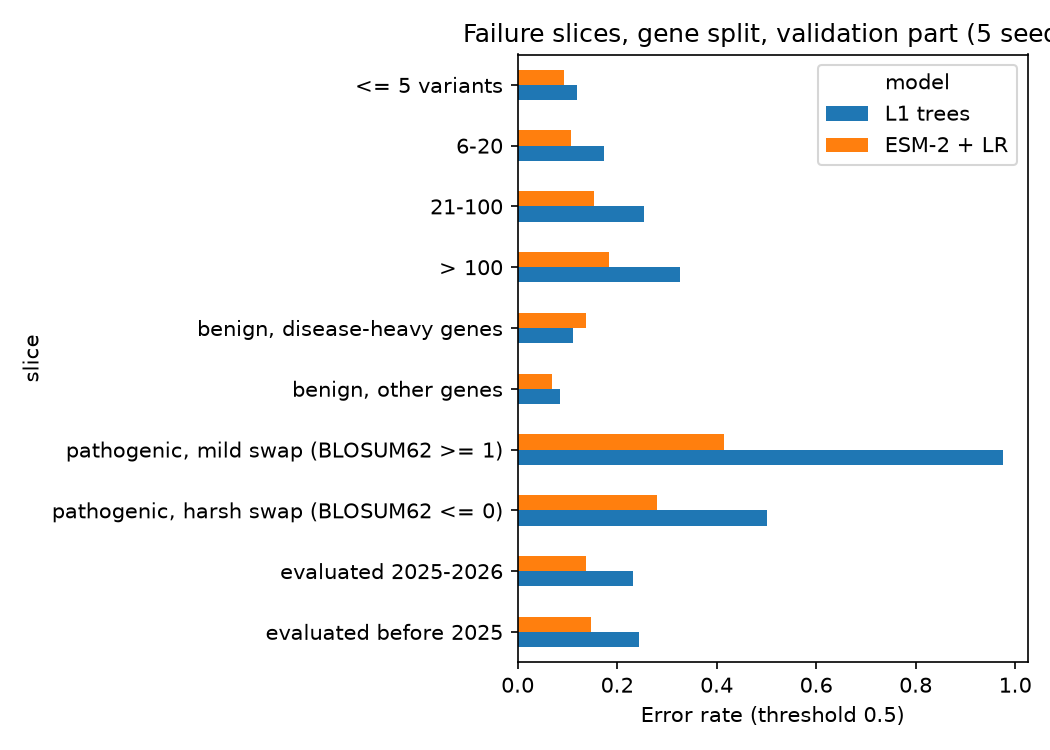 Failure slices, gene split, validation part (5 seed
model
L1 trees
ESM-2 + LR
<= 5 variants
6-20
21-100
> 100
benign, disease-heavy genes
benign, other genes
pathogenic, mild swap (BLOSUM62 >= 1)
pathogenic, harsh swap (BLOSUM62 <= 0)
evaluated 2025-2026
evaluated before 2025
slice
0.0 0.2 0.4 0.6 0.8 1.0
Error rate (threshold 0.5)